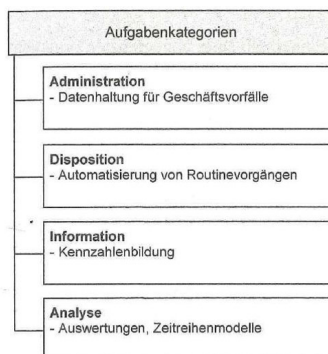 Aufgabenkategorien
Administration
- Datenhaltung für Geschäftsvorfälle
Disposition
- Automatisierung von Routinevorgängen
Information
- Kennzahlenbildung
Analyse
- Auswertungen, Zeitreihenmodelle